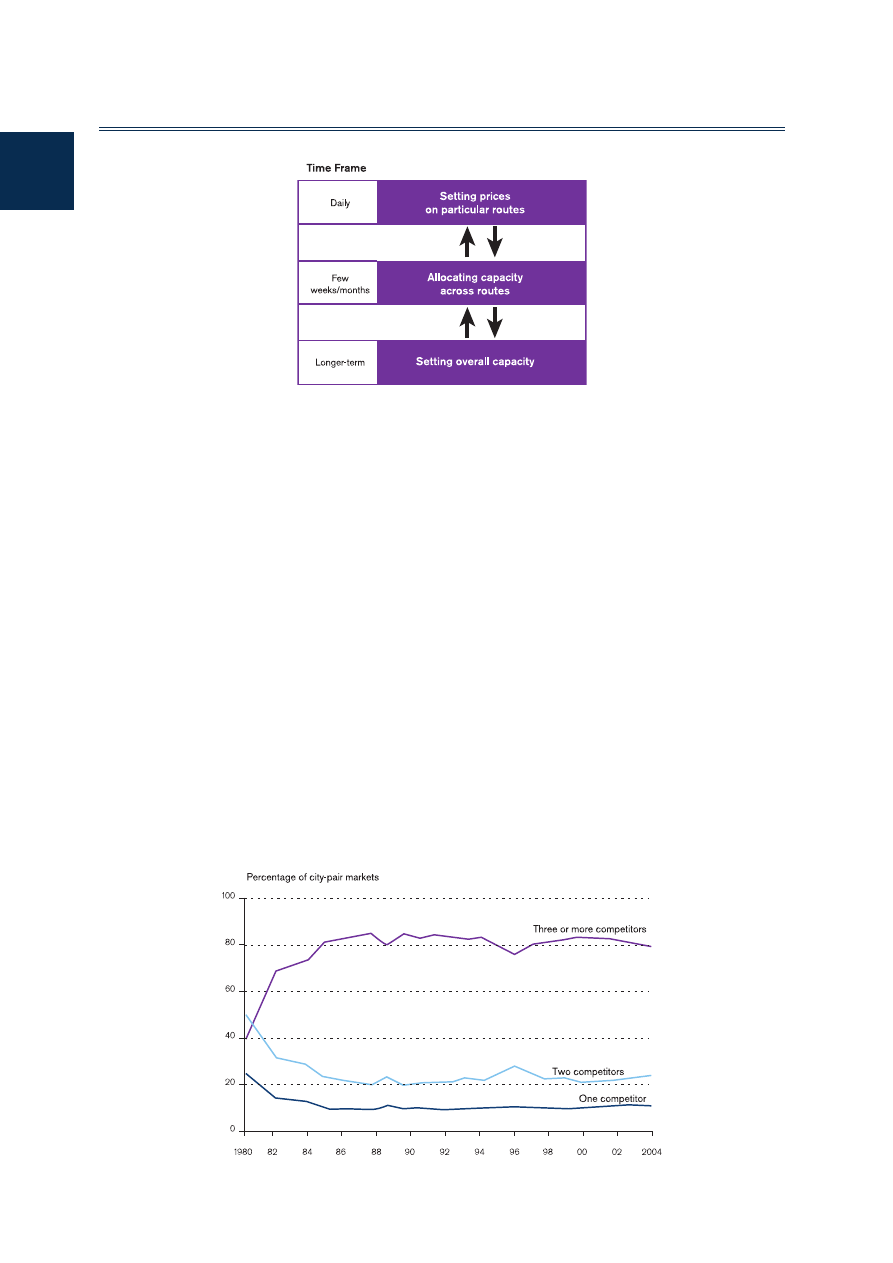 Time Frame
Daily
Setting prices
on particular routes
Few
weeks/months
Allocating capacity
across routes
Longer-term
Setting overall capacity
Percentage of city-pair markets
100
80
60
40
20
0
Three or more competitors
Two competitors
One competitor
1980 82 84 86 88 90 92 94 96 98 00 02 2004